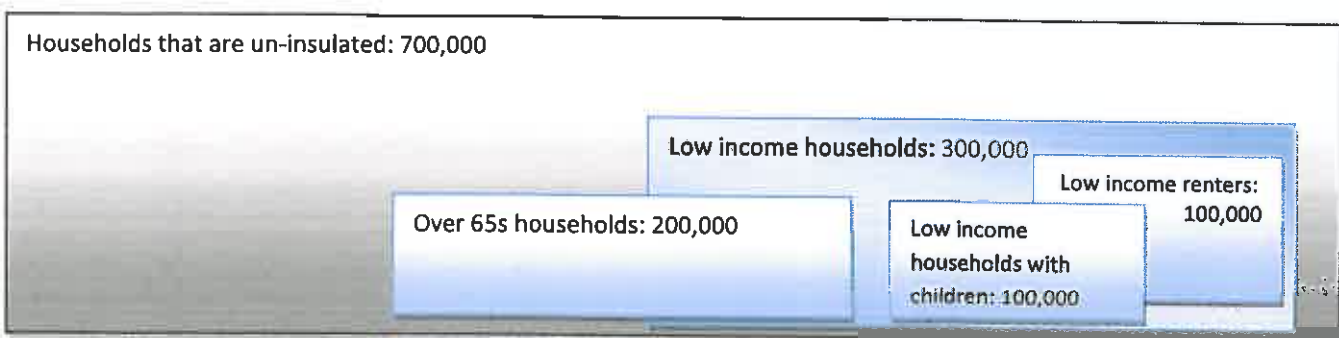 Households that are un-insulated: 700,000
Low income households: 300,000
Low income renters:
100,000
Over 65s households: 200,000
Low income
households with
children: 100,000